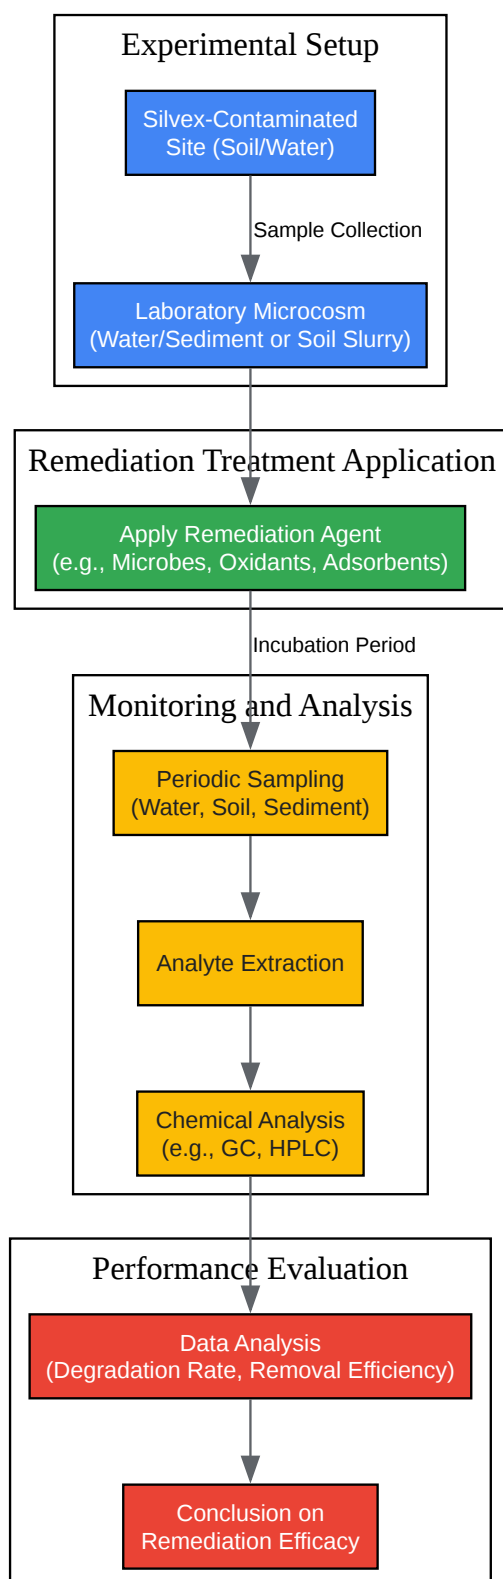 Experimental Setup
Silvex-Contaminated
Site (Soil/Water)
Sample Collection
Laboratory Microcosm
(Water/Sediment or Soil Slurry)
Remediation Treatment Application
Apply Remediation Agent
(e.g., Microbes, Oxidants, Adsorbents)
Incubation Period
Monitoring and Analysis
Periodic Sampling
(Water, Soil, Sediment)
Analyte Extraction
Chemical Analysis
(e.g., GC, HPLC)
Performance Evaluation
Data Analysis
(Degradation Rate, Removal Efficiency)
Conclusion on
Remediation Efficacy